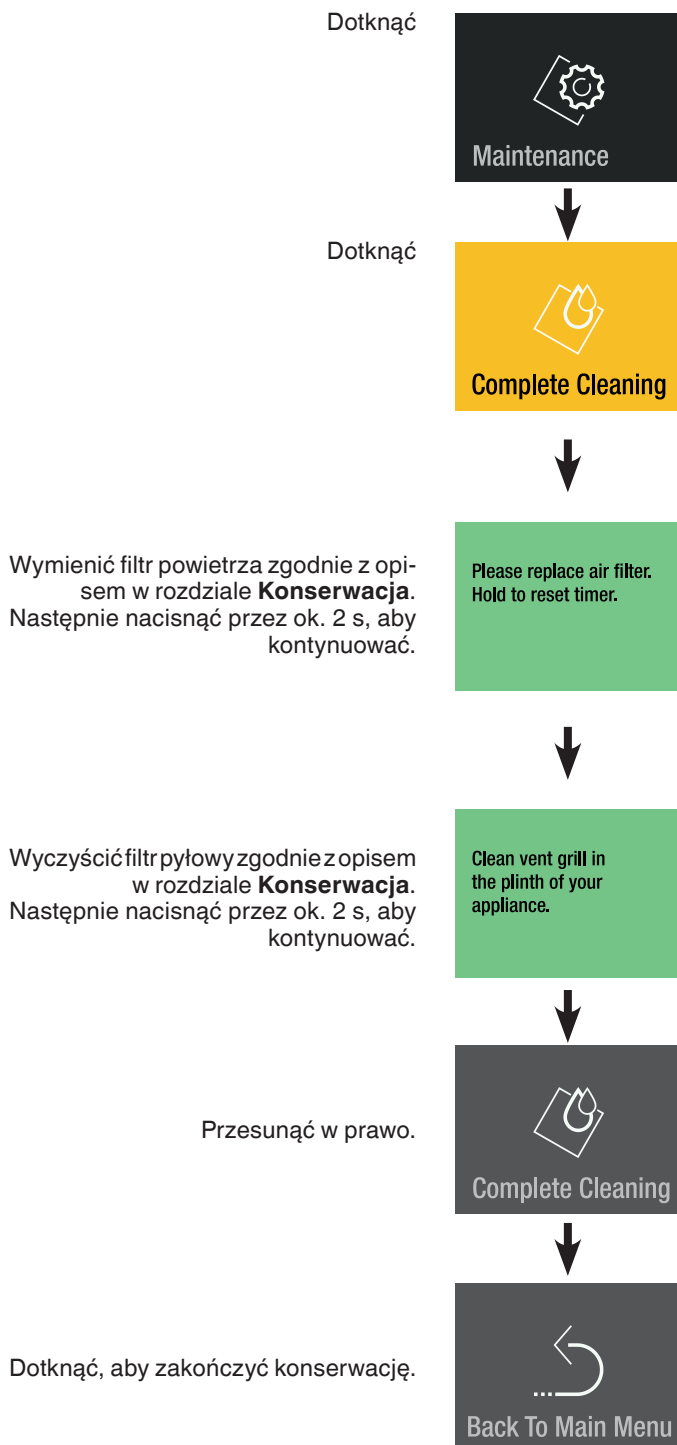 Dotknąć
Maintenance
Dotknąć
Complete Cleaning
Wymienić filtr powietrza zgodnie z opi-
sem w rozdziale Konserwacja.
Następnie nacisnąć przez ok. 2 s, aby
kontynuować.
Please replace air filter.
Hold to reset timer.
Wyczyścić filtr pyłowy zgodnie z opisem
w rozdziale Konserwacja.
Następnie nacisnąć przez ok. 2 s, aby
kontynuować.
Clean vent grill in
the plinth of your
appliance.
Przesunąć w prawo.
Complete Cleaning
Dotknąć, aby zakończyć konserwację.
Back To Main Menu